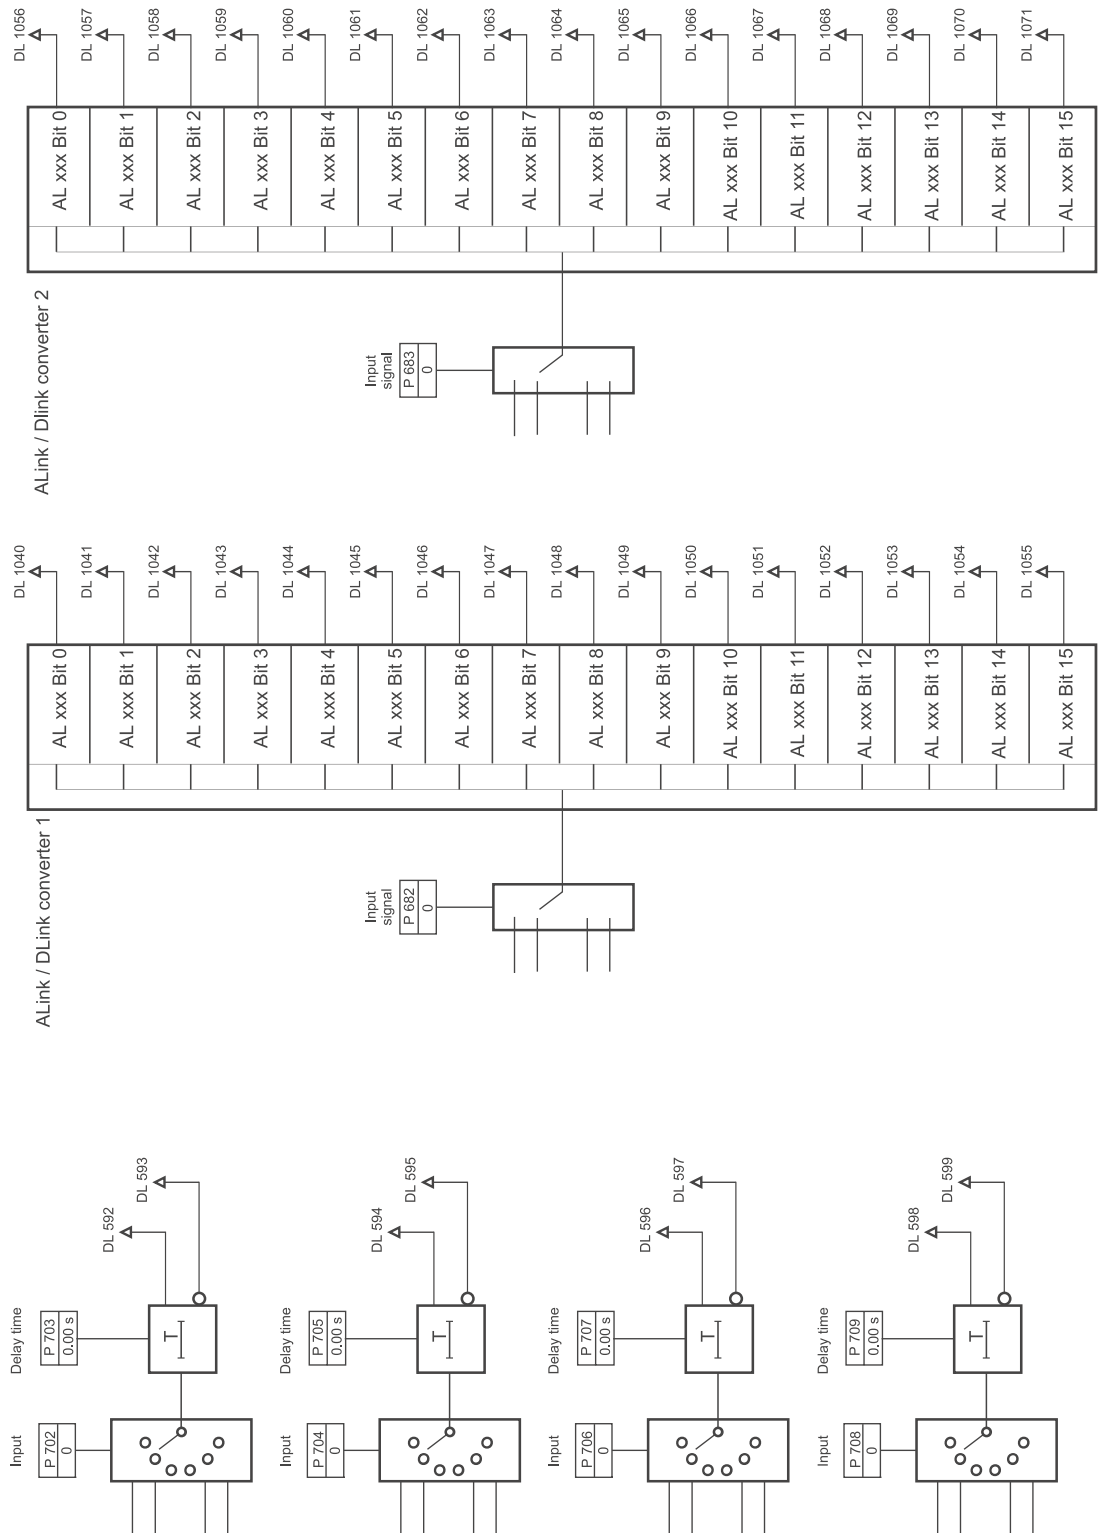 Input
P 702
0
Delay time
P 703
0.00 s
T
DL 592
DL 593
Input
P 704
0
Delay time
P 705
0.00 s
T
DL 594
DL 595
Input
P 706
0
Delay time
P 707
0.00 s
T
DL 596
DL 597
Input
P 708
0
Delay time
P 709
0.00 s
T
DL 598
DL 599
ALink / DLink converter 1
Input
signal
P 682
0
AL xxx Bit 0
DL 1040
AL xxx Bit 1
DL 1041
AL xxx Bit 2
DL 1042
AL xxx Bit 3
DL 1043
AL xxx Bit 4
DL 1044
AL xxx Bit 5
DL 1045
AL xxx Bit 6
DL 1046
AL xxx Bit 7
DL 1047
AL xxx Bit 8
DL 1048
AL xxx Bit 9
DL 1049
AL xxx Bit 10
DL 1050
AL xxx Bit 11
DL 1051
AL xxx Bit 12
DL 1052
AL xxx Bit 13
DL 1053
AL xxx Bit 14
DL 1054
AL xxx Bit 15
DL 1055
ALink / Dlink converter 2
Input
signal
P 683
0
AL xxx Bit 0
DL 1056
AL xxx Bit 1
DL 1057
AL xxx Bit 2
DL 1058
AL xxx Bit 3
DL 1059
AL xxx Bit 4
DL 1060
AL xxx Bit 5
DL 1061
AL xxx Bit 6
DL 1062
AL xxx Bit 7
DL 1063
AL xxx Bit 8
DL 1064
AL xxx Bit 9
DL 1065
AL xxx Bit 10
DL 1066
AL xxx Bit 11
DL 1067
AL xxx Bit 12
DL 1068
AL xxx Bit 13
DL 1069
AL xxx Bit 14
DL 1070
AL xxx Bit 15
DL 1071